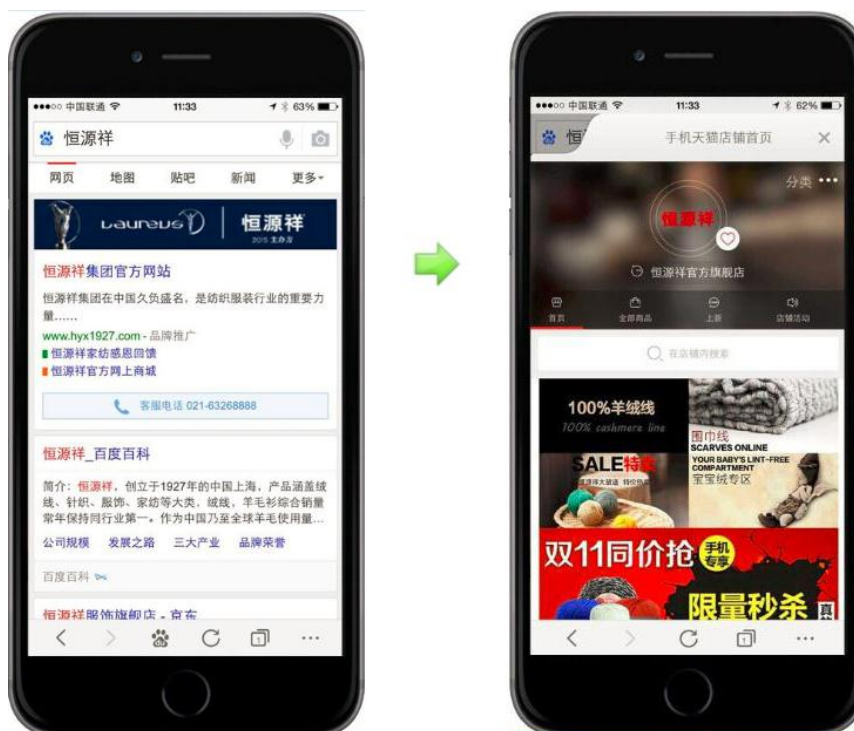 中国联通
11:33
63%
恒源祥
网页 地图 贴吧 新闻 更多
LAUREUS 恒源祥
2015 主办方
恒源祥集团官方网站
恒源祥集团在中国久负盛名，是纺织服装行业的重要力
量……
www.hyx1927.com - 品牌推广
恒源祥家纺感恩回馈
恒源祥官方网上商城
客服电话 021-63268888
恒源祥_百度百科
简介：恒源祥，创立于1927年的中国上海，产品涵盖绒
线、针织、服饰、家纺等大类，绒线，羊毛衫综合销量
常年保持同行业第一。作为中国乃至全球羊毛使用量...
公司规模 发展之路 三大产业 品牌荣誉
百度百科
恒源祥服饰旗舰店 - 京东
中国联通
11:33
62%
恒
手机天猫店铺首页
分类
恒源祥
恒源祥官方旗舰店
首页 全部商品 上新 店铺活动
在店铺内搜索
100%羊绒线
100% cashmere line
围巾线
SCARVES ONLINE
SALE特卖
YOUR BABY'S LINT-FREE
COMPARTMENT
宝宝绒专区
双11同价抢
手机
专享
限量秒杀